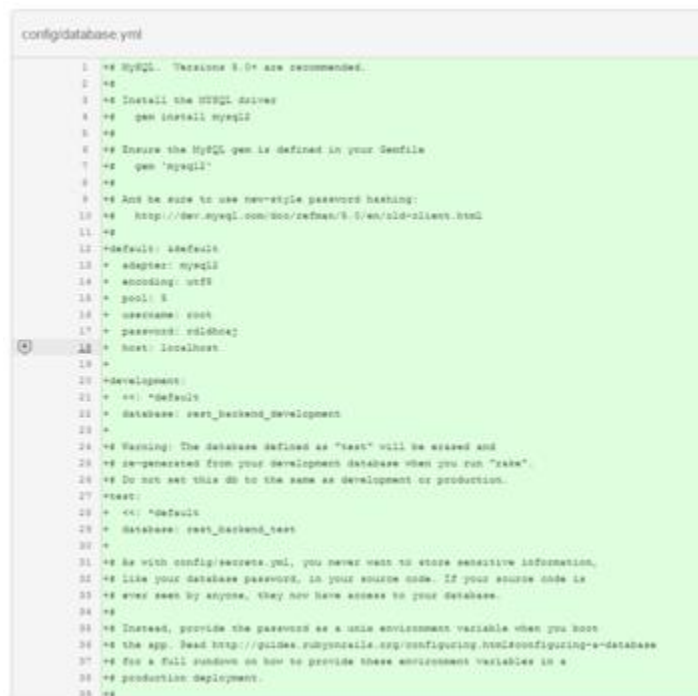 config/database.yml
1 +# MySQL. Versions 5.0+ are recommended.
2 +#
3 +# Install the MYSQL driver
4 +#   gem install mysql2
5 +#
6 +# Ensure the MySQL gem is defined in your Gemfile
7 +#   gem 'mysql2'
8 +#
9 +# And be sure to use new-style password hashing:
10 +#   http://dev.mysql.com/doc/refman/5.0/en/old-client.html
11 +#
12 +default: &default
13 +  adapter: mysql2
14 +  encoding: utf8
15 +  pool: 5
16 +  username: root
17 +  password:
18 +  host: localhost
19 +
20 +development:
21 +  <<: *default
22 +  database: rest_backend_development
23 +
24 +# Warning: The database defined as "test" will be erased and
25 +# re-generated from your development database when you run "rake".
26 +# Do not set this db to the same as development or production.
27 +test:
28 +  <<: *default
29 +  database: rest_backend_test
30 +
31 +# As with config/secrets.yml, you never want to store sensitive information,
32 +# like your database password, in your source code. If your source code is
33 +# ever seen by anyone, they now have access to your database.
34 +#
35 +# Instead, provide the password as a unix environment variable when you boot
36 +# the app. Read http://guides.rubyonrails.org/configuring.html#configuring-a-database
37 +# for a full rundown on how to provide these environment variables in a
38 +# production deployment.
39 +#